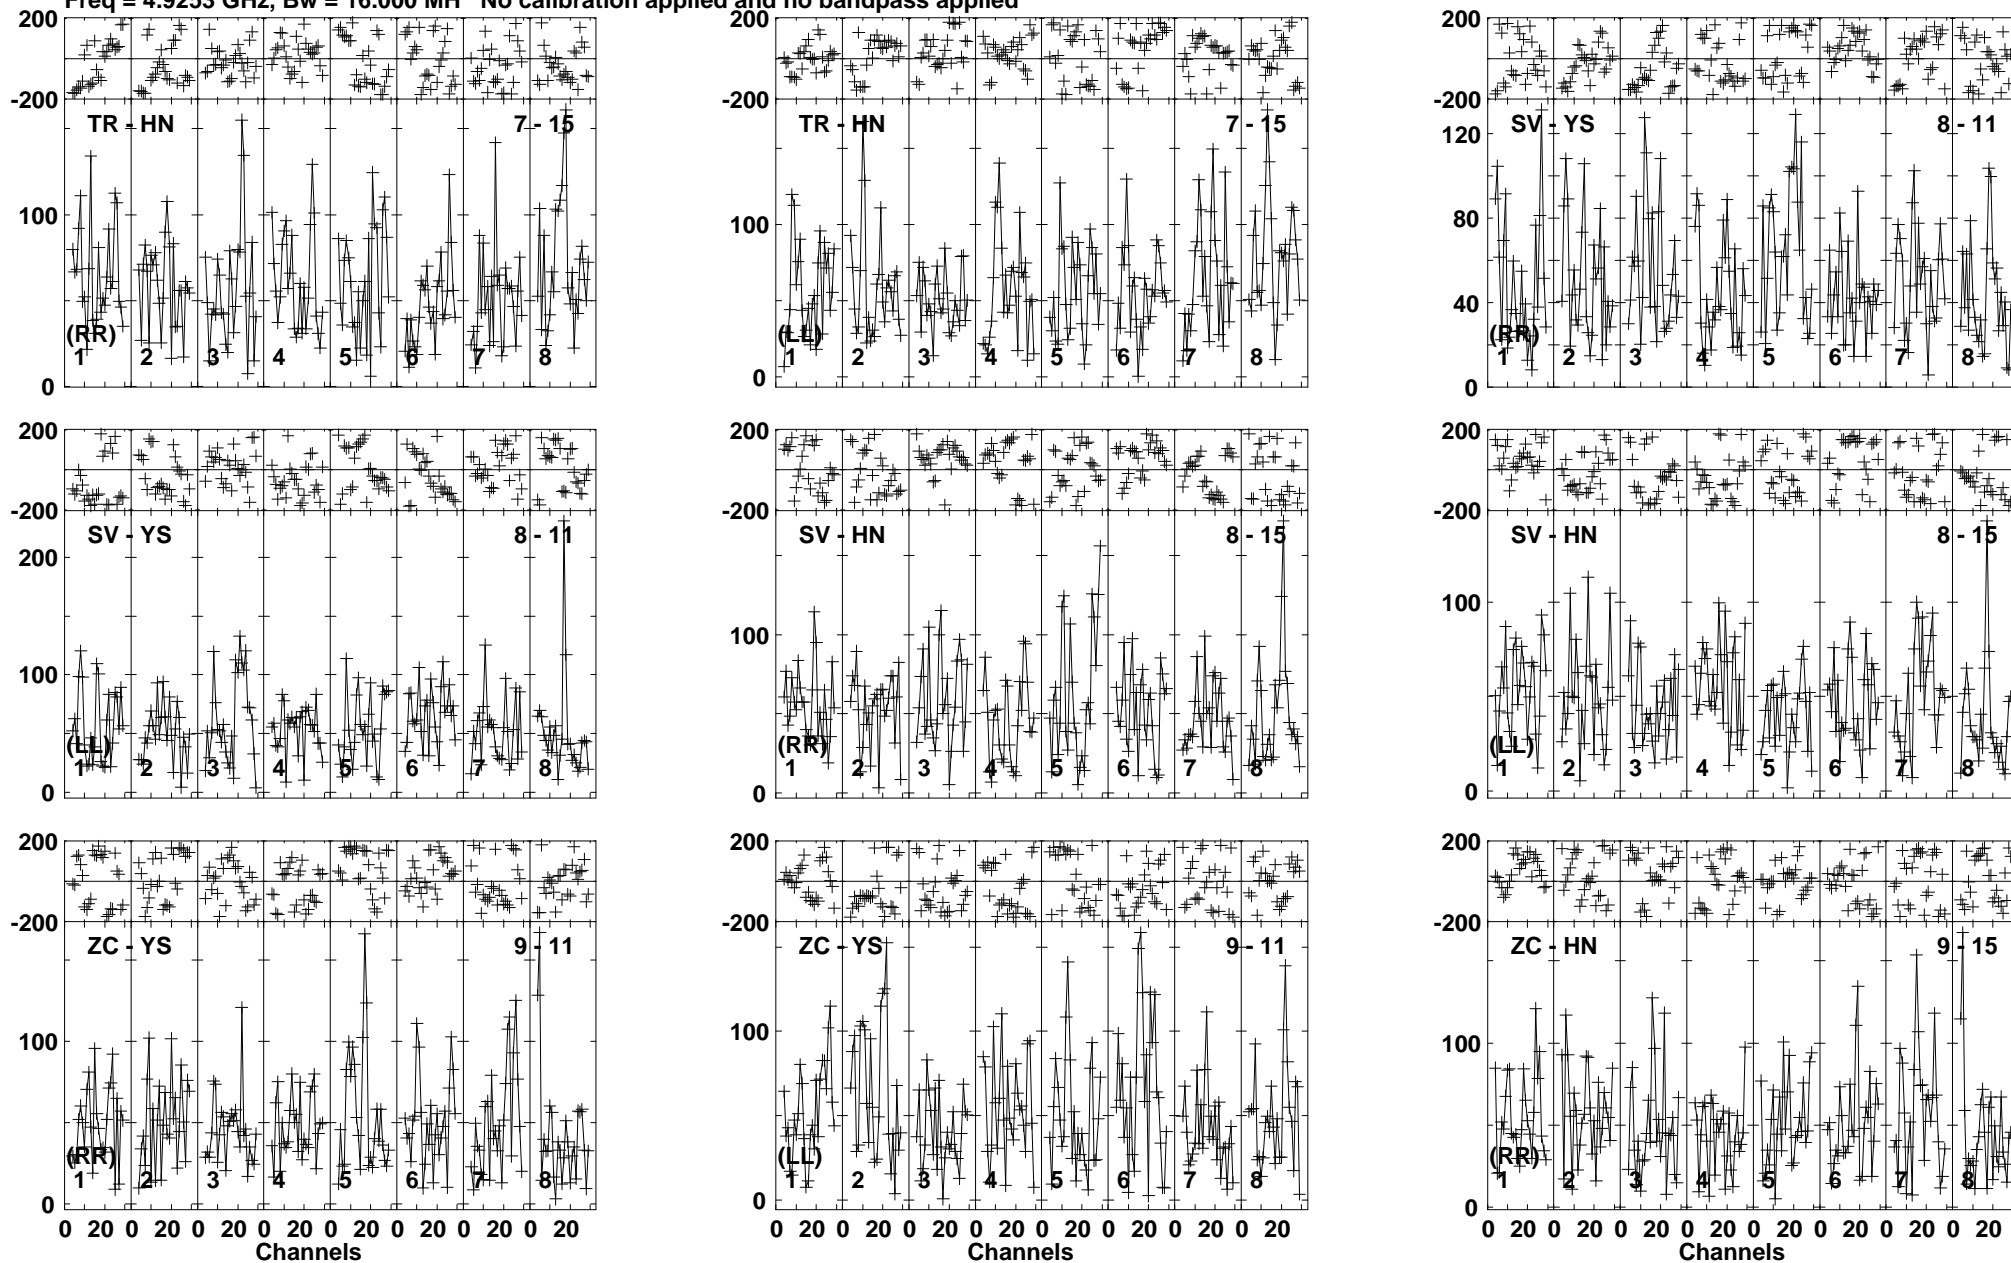 Freq = 4.9253 GHz, Bw = 16.000 MH No calibration applied and no bandpass applied
200 200 200
-200 -200 -200
TR - HN 7 - 15 TR - HN 7 - 15 SV - YS 8 - 11
120
100 100 80
40
(RR) (LL) (RR)
1 2 3 4 5 6 7 8 1 2 3 4 5 6 7 8 1 2 3 4 5 6 7 8
0 0 0
200 200 200
-200 -200 -200
SV - YS 8 - 11 SV - HN 8 - 15 SV - HN 8 - 15
200
100 100 100
(LL) (RR) (LL)
1 2 3 4 5 6 7 8 1 2 3 4 5 6 7 8 1 2 3 4 5 6 7 8
0 0 0
200 200 200
-200 -200 -200
ZC - YS 9 - 11 ZC - YS 9 - 11 ZC - HN 9 - 15
100 100 100
(RR) (LL) (RR)
1 2 3 4 5 6 7 8 1 2 3 4 5 6 7 8 1 2 3 4 5 6 7 8
0 0 0
0 20 0 20 0 20 0 20 0 20 0 20 0 20 0 20 0 20 0 20 0 20 0 20 0 20 0 20 0 20 0 20 0 20 0 20 0 20 0 20 0 20 0 20 0 20 0 20
Channels Channels Channels